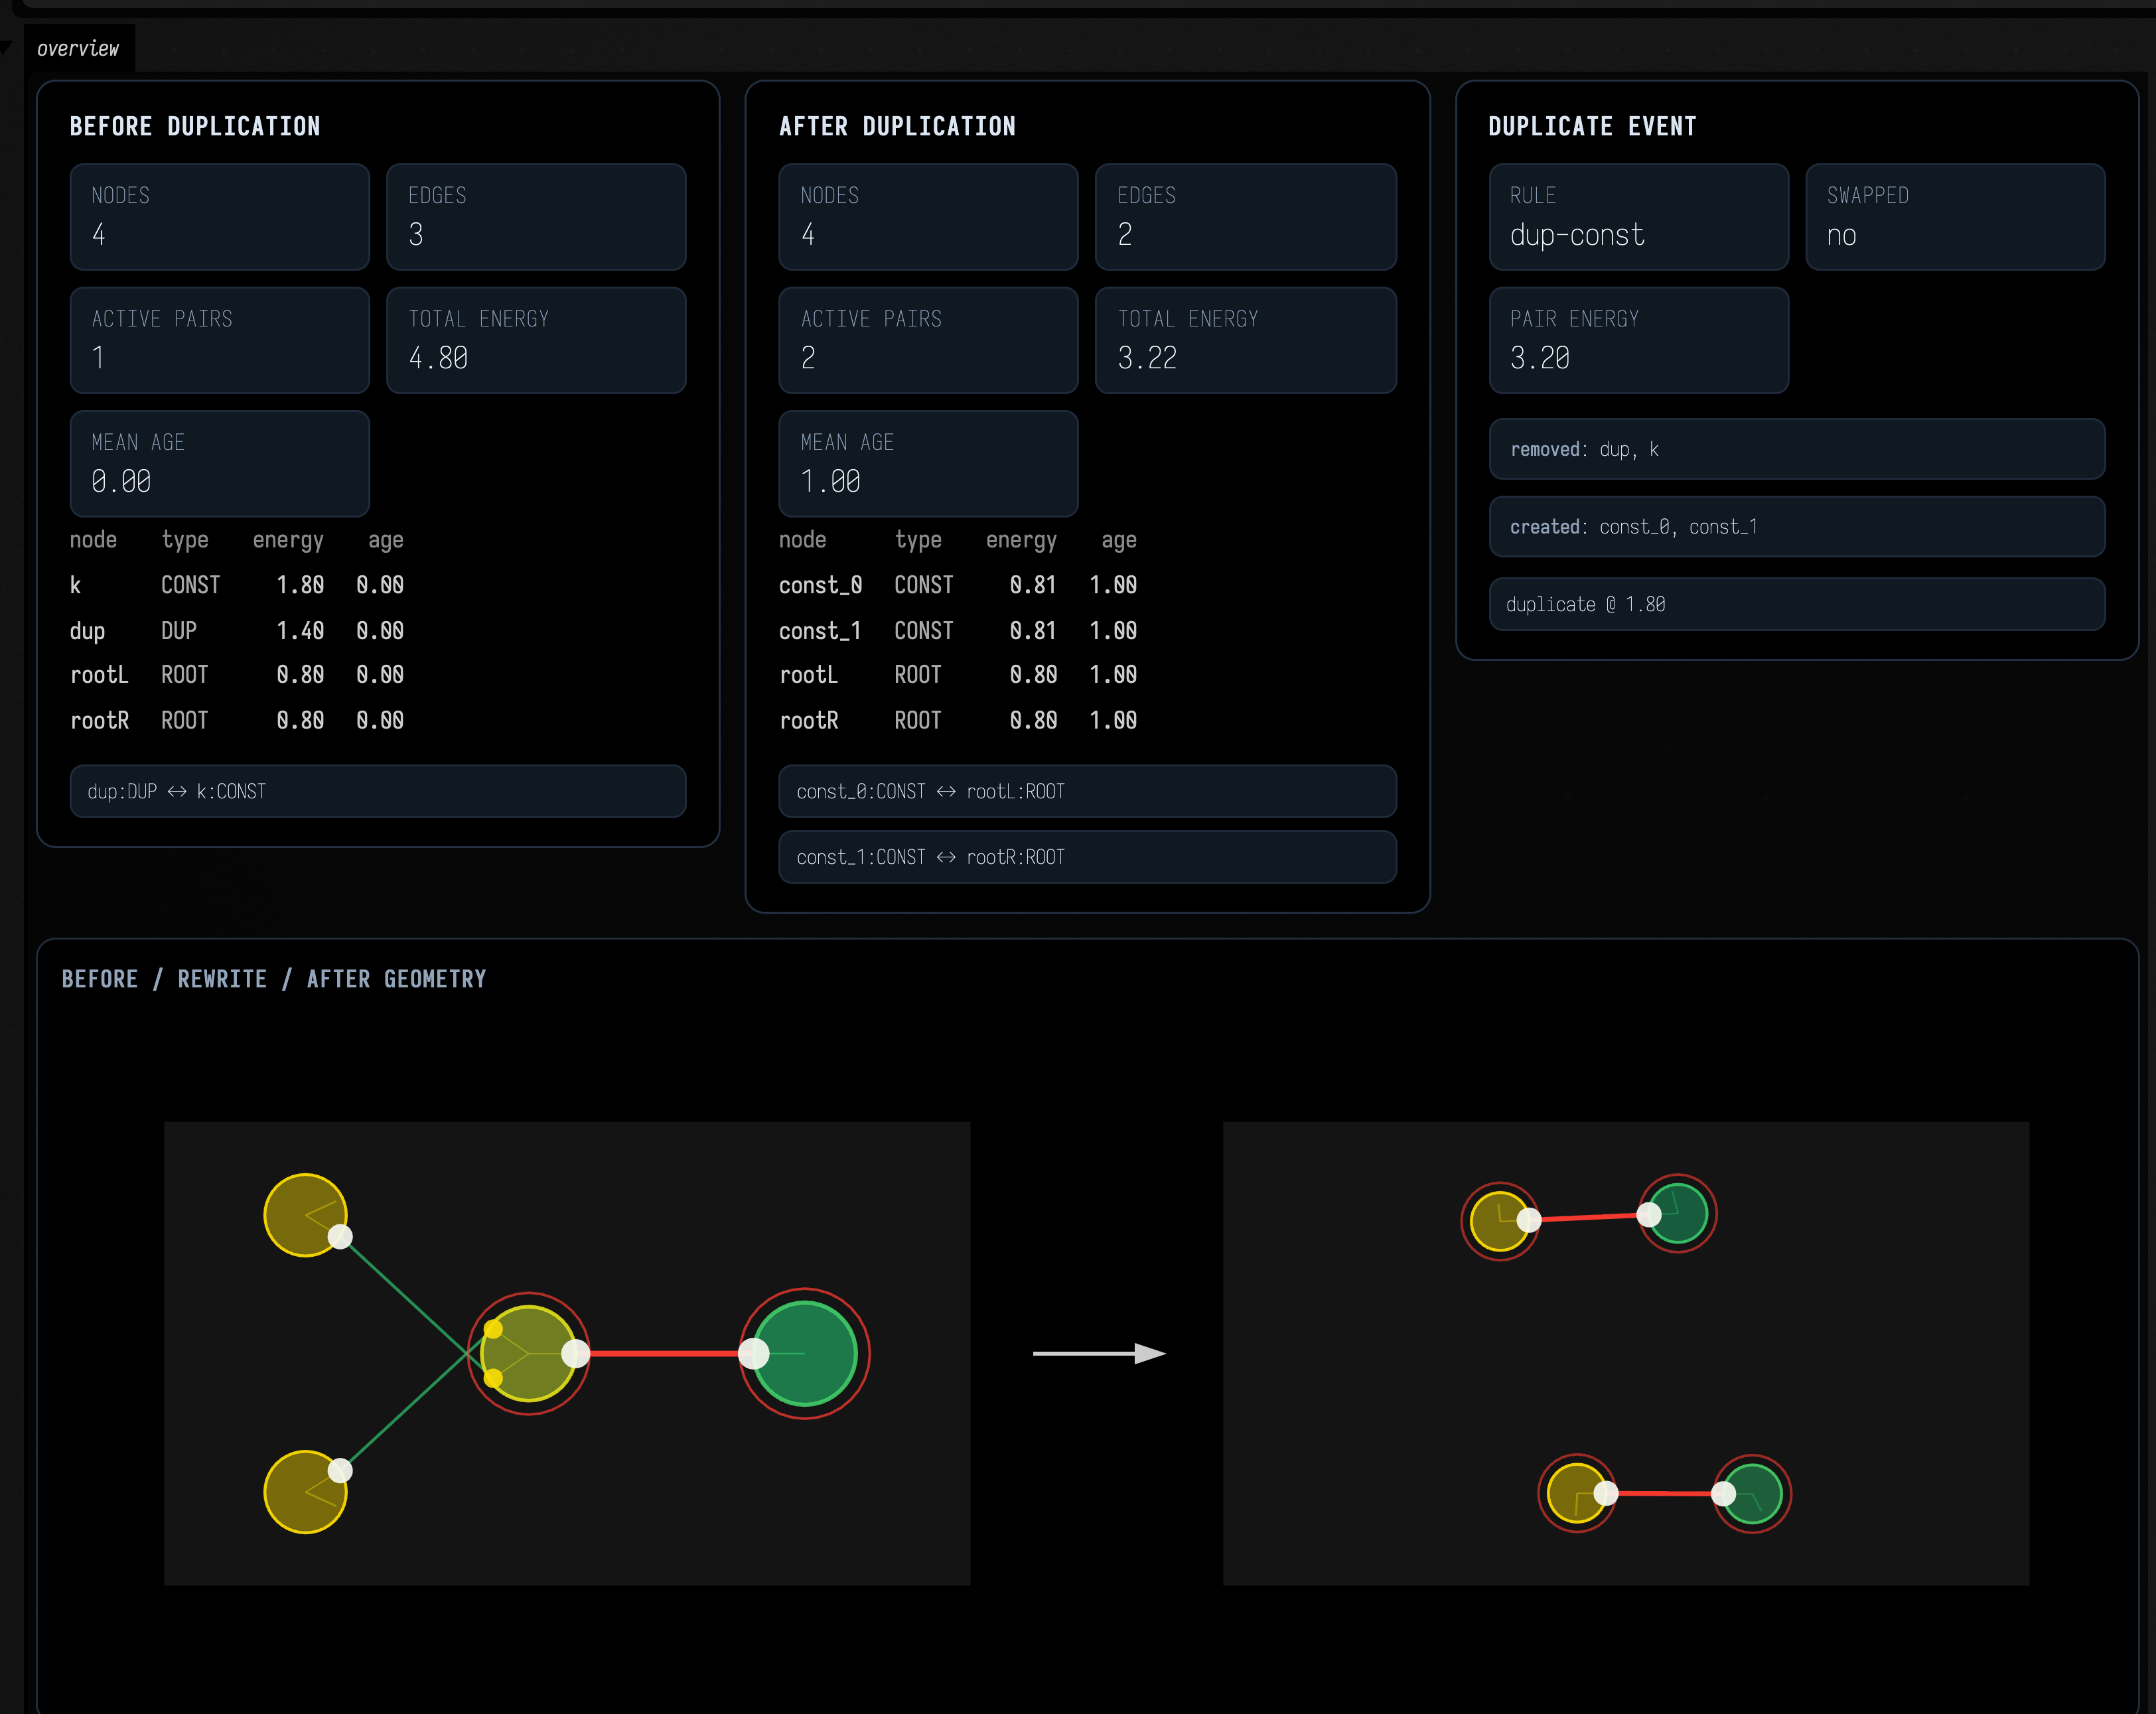 overview
BEFORE DUPLICATION
NODES
4
EDGES
3
ACTIVE PAIRS
1
TOTAL ENERGY
4.80
MEAN AGE
0.00
node type energy age
k CONST 1.80 0.00
dup DUP 1.40 0.00
rootL ROOT 0.80 0.00
rootR ROOT 0.80 0.00
dup:DUP ↔ k:CONST
AFTER DUPLICATION
NODES
4
EDGES
2
ACTIVE PAIRS
2
TOTAL ENERGY
3.22
MEAN AGE
1.00
node type energy age
const_0 CONST 0.81 1.00
const_1 CONST 0.81 1.00
rootL ROOT 0.80 1.00
rootR ROOT 0.80 1.00
const_0:CONST ↔ rootL:ROOT
const_1:CONST ↔ rootR:ROOT
DUPLICATE EVENT
RULE
dup-const
SWAPPED
no
PAIR ENERGY
3.20
removed: dup, k
created: const_0, const_1
duplicate @ 1.80
BEFORE / REWRITE / AFTER GEOMETRY